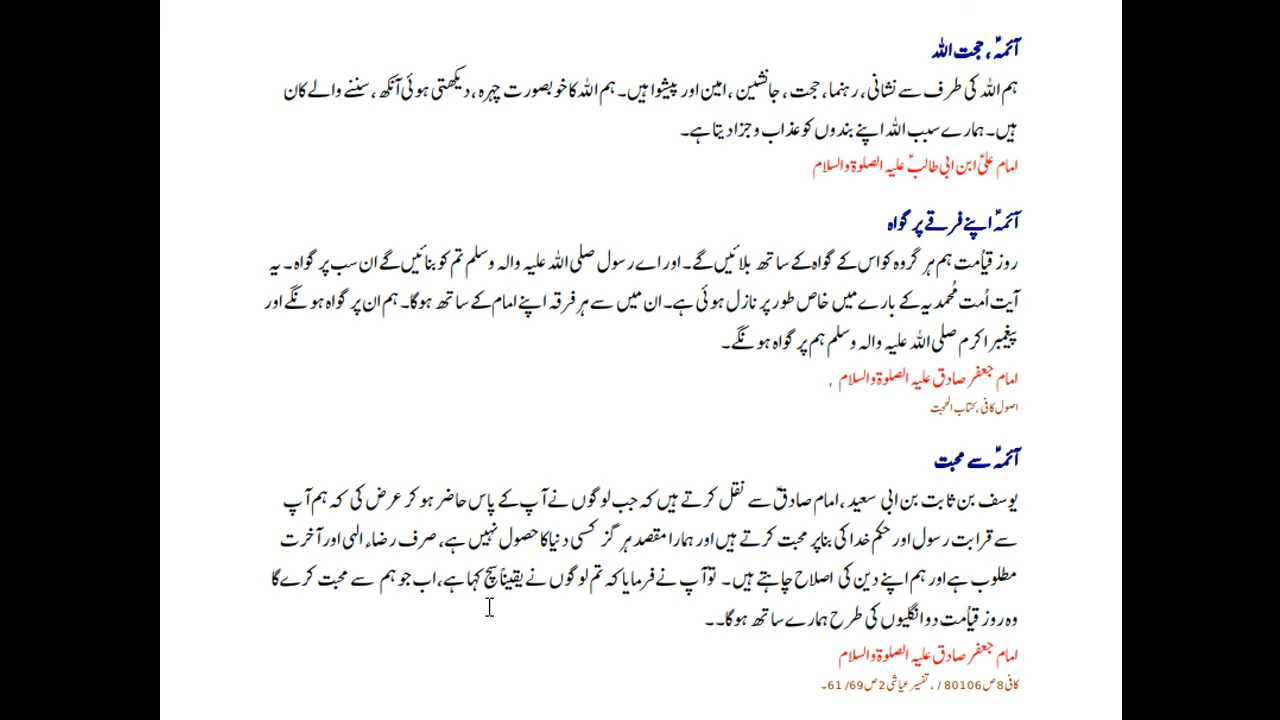 آئمہؑ، حجت اللہ
ہم اللہ کی طرف سے نشانی، رہنما، حجت، جانشین، امین اور پیشوا ہیں۔ ہم اللہ کا خوبصورت چہرہ، دیکھتی ہوئی آنکھ، سننے والے کان
ہیں۔ ہمارے سبب اللہ اپنے بندوں کو عذاب و جزا دیتا ہے۔
امام علیؑ ابن ابی طالبؑ علیہ الصلوۃ والسلام
آئمہؑ اپنے فرقے پر گواہ
روز قیاُمت ہم ہر گروہ کو اس کے گواہ کے ساتھ بلائیں گے۔ اور اے رسول صلی اللہ علیہ والہ وسلم تم کو بنائیں گے ان سب پر گواہ۔ یہ
آیت اُمت مُحمدیہ کے بارے میں خاص طور پر نازل ہوئی ہے۔ ان میں سے ہر فرقہ اپنے امام کے ساتھ ہوگا۔ ہم ان پر گواہ ہونگے اور
پیغمبر اکرم صلی اللہ علیہ والہ وسلم ہم پر گواہ ہونگے۔
امام جعفر صادق علیہ الصلوۃ والسلام ,
اصول کافی، کتاب الحجت
آئمہؑ سے محبت
یوسف بن ثابت بن ابی سعید، امام صادقؑ سے نقل کرتے ہیں کہ جب لوگوں نے آپ کے پاس حاضر ہو کر عرض کی کہ ہم آپ
سے قرابت رسول اور حکم خدا کی بنا پر محبت کرتے ہیں اور ہمارا مقصد ہر گز کسی دنیا کا حصول نہیں ہے، صرف رضاء الہی اور آخرت
مطلوب ہے اور ہم اپنے دین کی اصلاح چاہتے ہیں۔ تو آپ نے فرمایا کہ تم لوگوں نے یقیناً سچ کہا ہے، اب جو ہم سے محبت کرے گا
وہ روز قیاُمت دو انگلیوں کی طرح ہمارے ساتھ ہوگا۔۔
امام جعفر صادق علیہ الصلوۃ والسلام
کافی 8 ص 80106 / ، تفسیر عیاشی 2 ص 69/ 61۔